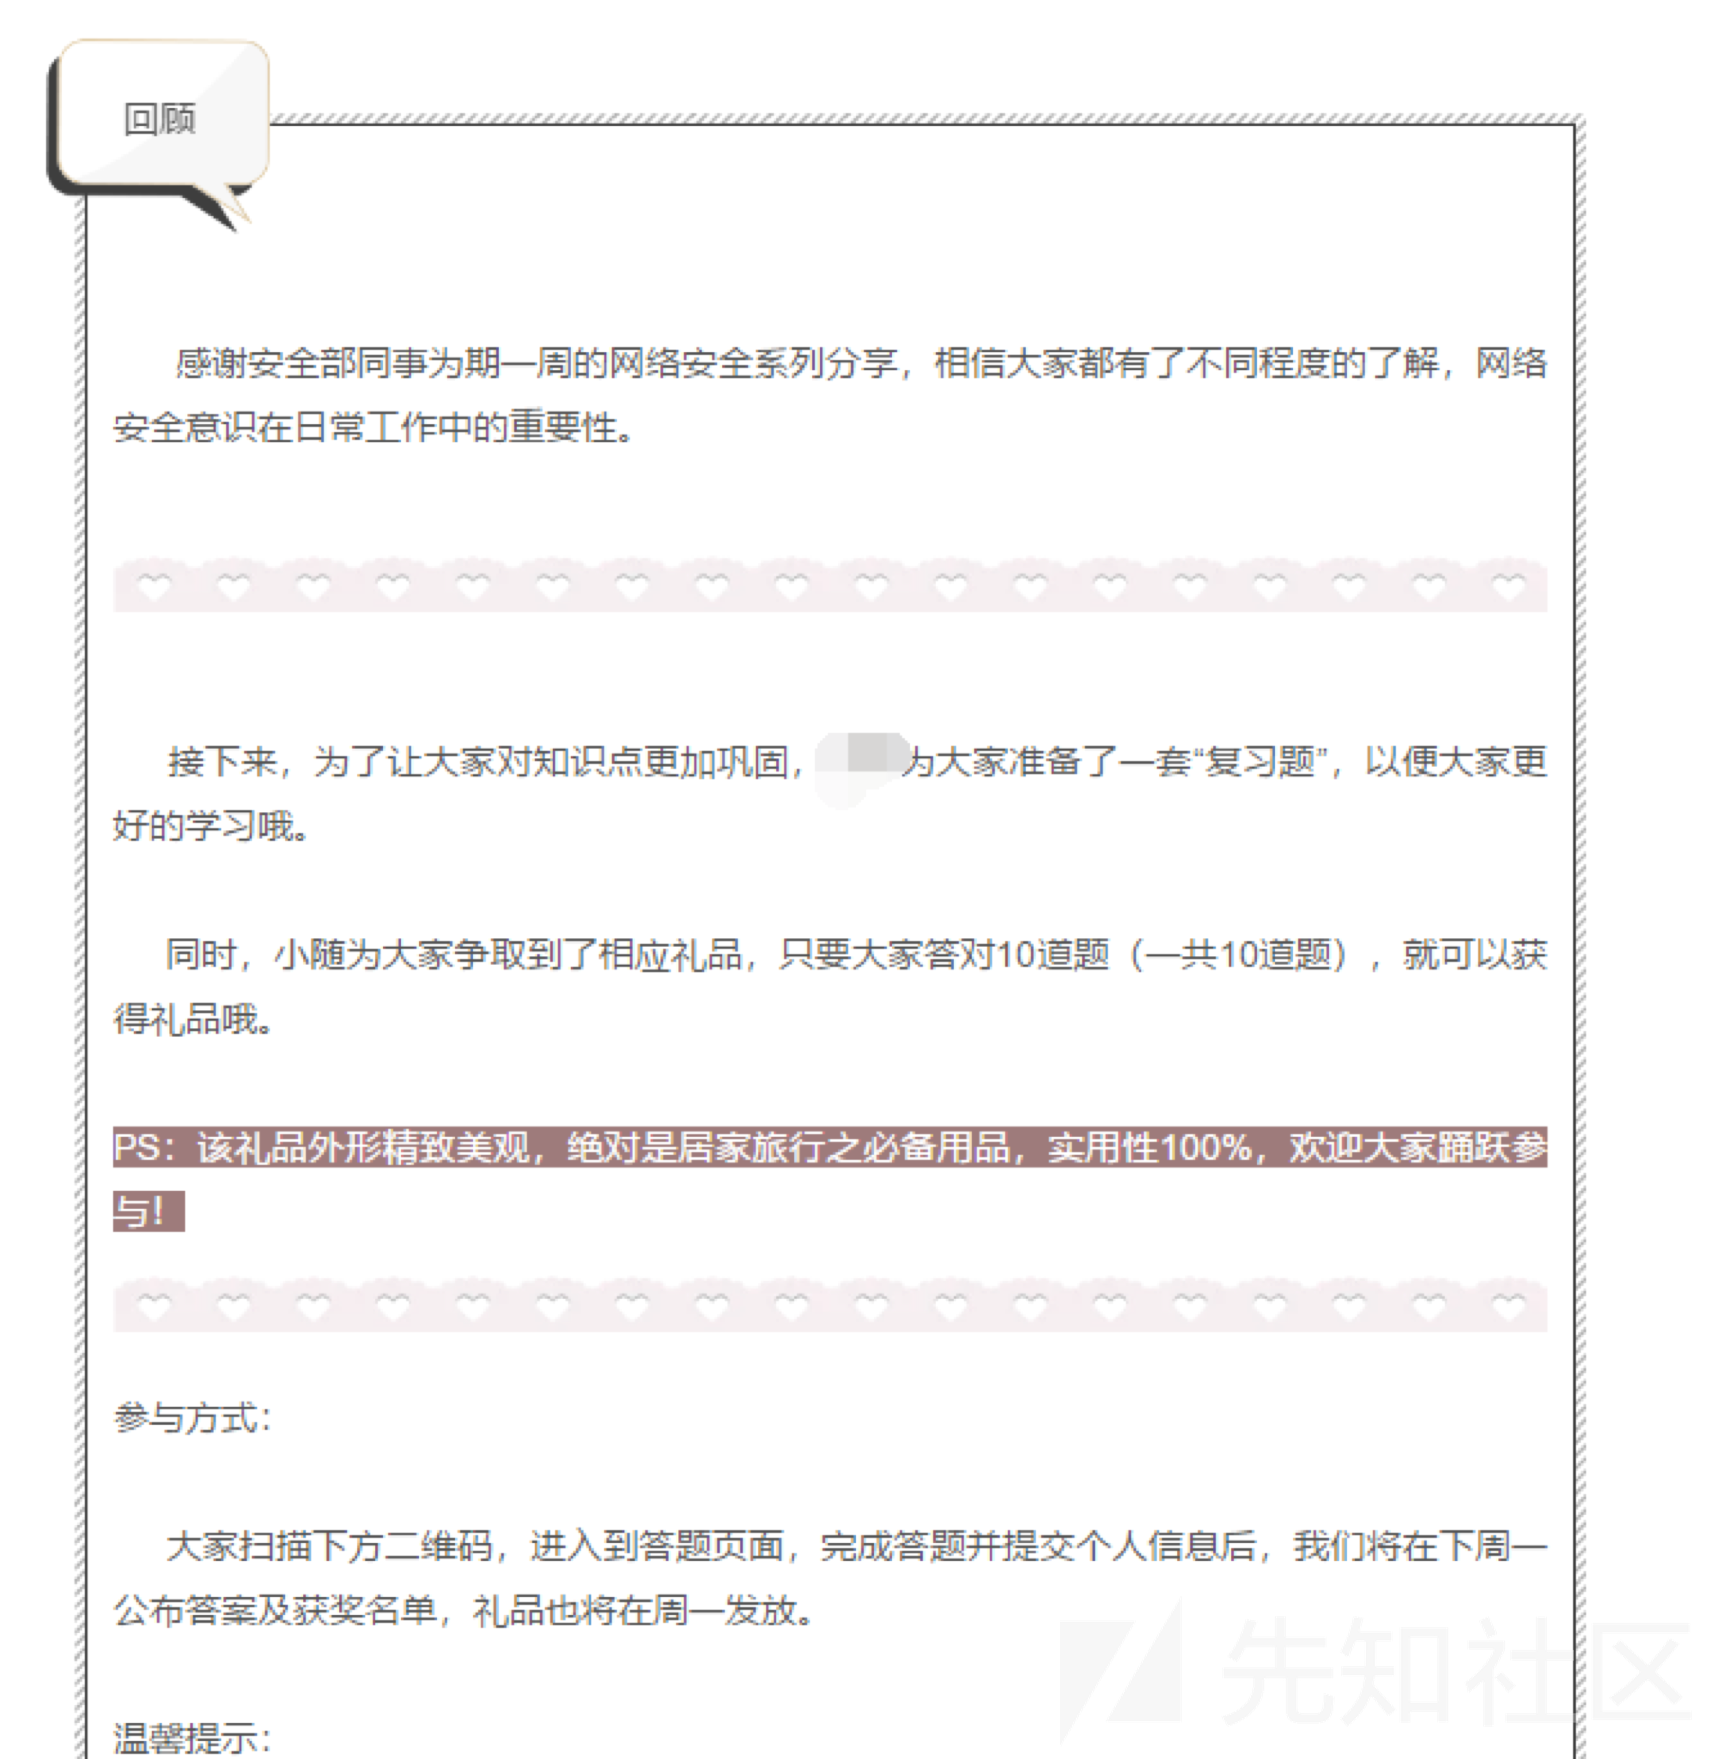 回顾
感谢安全部同事为期一周的网络安全系列分享，相信大家都有了不同程度的了解，网络
安全意识在日常工作中的重要性。
接下来，为了让大家对知识点更加巩固，为大家准备了一套“复习题”，以便大家更
好的学习哦。
同时，小随为大家争取到了相应礼品，只要大家答对10道题（一共10道题），就可以获
得礼品哦。
PS：该礼品外形精致美观，绝对是居家旅行之必备用品，实用性100%，欢迎大家踊跃参
与！
参与方式：
大家扫描下方二维码，进入到答题页面，完成答题并提交个人信息后，我们将在下周一
公布答案及获奖名单，礼品也将在周一发放。
先知社区
温馨提示：